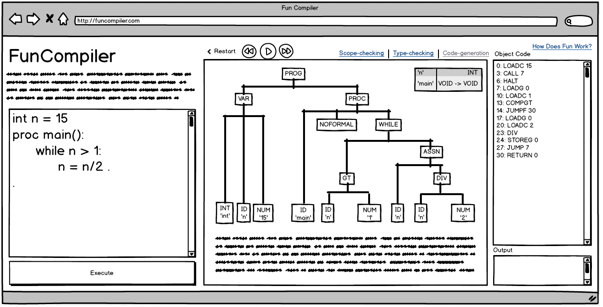 Fun Compiler
http://funcompiler.com
FunCompiler
int n = 15
proc main():
while n > 1:
n = n/2 .
.
Execute
Restart
Scope-checking | Type-checking | Code-generation
'n' INT
'main' VOID -> VOID
PROG
VAR PROC
NOFORMAL WHILE
ASSN
GT DIV
INT 'int'
ID 'n'
NUM '15'
ID 'main'
ID 'n'
NUM '1'
ID 'n'
ID 'n'
NUM '2'
How Does Fun Work?
Object Code
0: LOADC 15
3: CALL 7
6: HALT
7: LOADG 0
10: LOADC 1
13: COMPGT
14: JUMPF 30
17: LOADG 0
20: LOADC 2
23: DIV
24: STOREG 0
27: JUMP 7
30: RETURN 0
Output